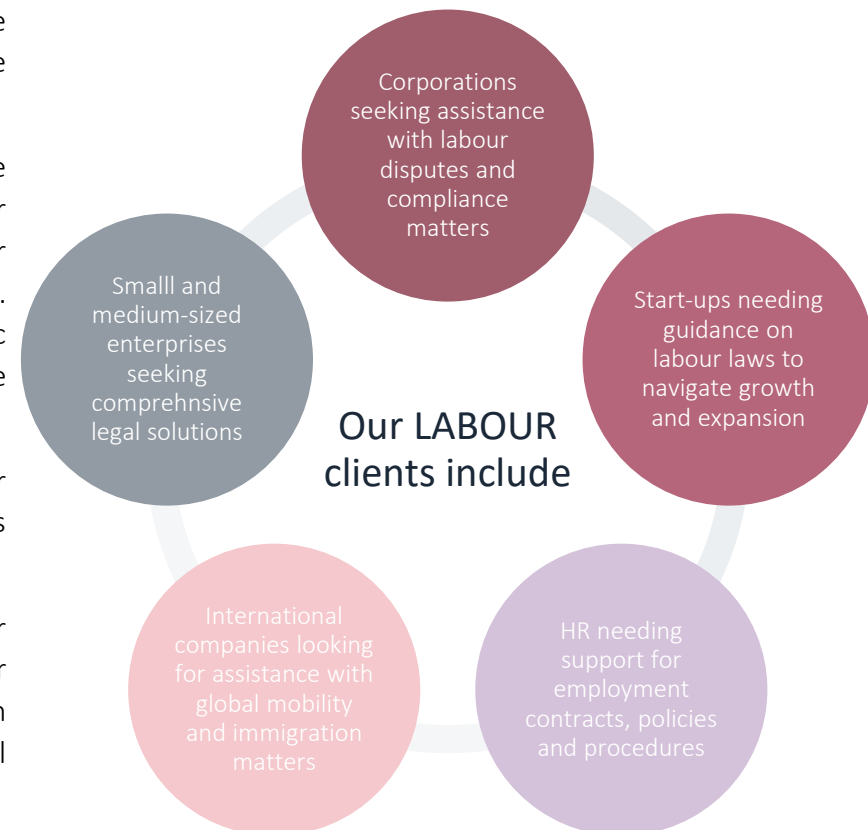 e
e
e
r
r
.
c
e
r
s
r
r
n
l
Corporations
seeking assistance
with labour
disputes and
compliance
matters
Start-ups needing
guidance on
labour laws to
navigate growth
and expansion
HR needing
support for
employment
contracts, policies
and procedures
International
companies looking
for assistance with
global mobility
and immigration
matters
Smalll and
medium-sized
enterprises
seeking
comprehnsive
legal solutions
Our LABOUR
clients include